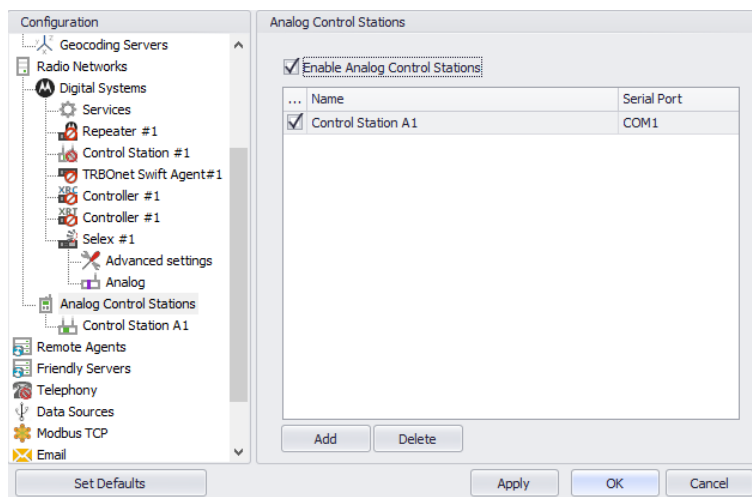 Configuration
Geocoding Servers
Radio Networks
Digital Systems
Services
Repeater #1
Control Station #1
TRBOnet Swift Agent#1
XRC Controller #1
XRT Controller #1
Selex #1
Advanced settings
Analog
Analog Control Stations
Control Station A1
Remote Agents
Friendly Servers
Telephony
Data Sources
Modbus TCP
Email
Set Defaults
Analog Control Stations
Enable Analog Control Stations
... Name Serial Port
Control Station A1 COM1
Add Delete
Apply OK Cancel